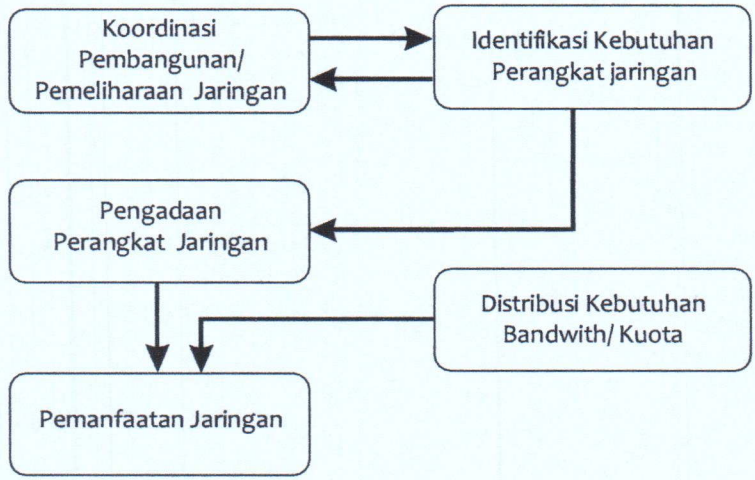 Koordinasi
Pembangunan/
Pemeliharaan Jaringan
Identifikasi Kebutuhan
Perangkat jaringan
Pengadaan
Perangkat Jaringan
Distribusi Kebutuhan
Bandwith/ Kuota
Pemanfaatan Jaringan